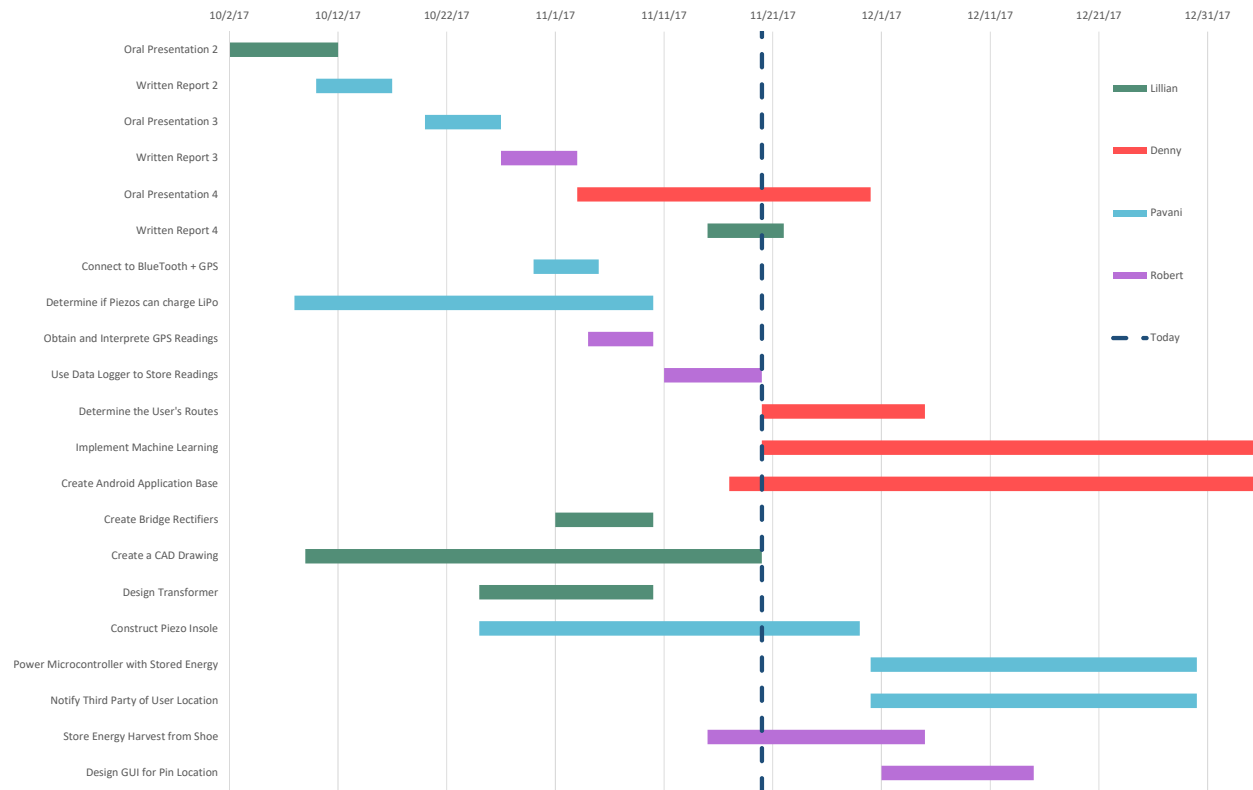 10/2/17 10/12/17 10/22/17 11/1/17 11/11/17 11/21/17 12/1/17 12/11/17 12/21/17 12/31/17
Oral Presentation 2
Written Report 2
Oral Presentation 3
Written Report 3
Oral Presentation 4
Written Report 4
Connect to BlueTooth + GPS
Determine if Piezos can charge LiPo
Obtain and Interprete GPS Readings
Use Data Logger to Store Readings
Determine the User's Routes
Implement Machine Learning
Create Android Application Base
Create Bridge Rectifiers
Create a CAD Drawing
Design Transformer
Construct Piezo Insole
Power Microcontroller with Stored Energy
Notify Third Party of User Location
Store Energy Harvest from Shoe
Design GUI for Pin Location
Lillian
Denny
Pavani
Robert
Today